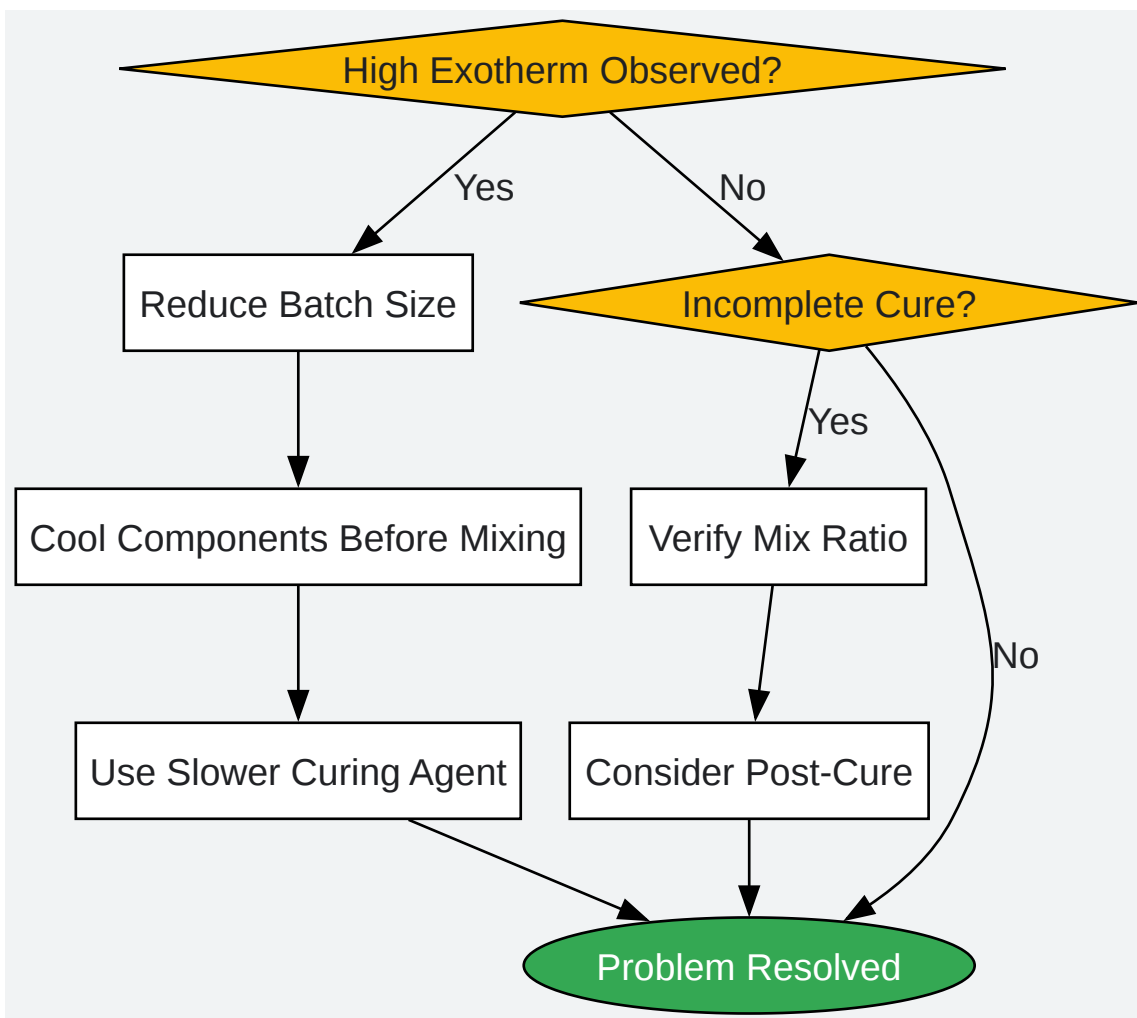 High Exotherm Observed?
Yes
No
Reduce Batch Size
Incomplete Cure?
Yes
Cool Components Before Mixing
Verify Mix Ratio
No
Use Slower Curing Agent
Consider Post-Cure
Problem Resolved